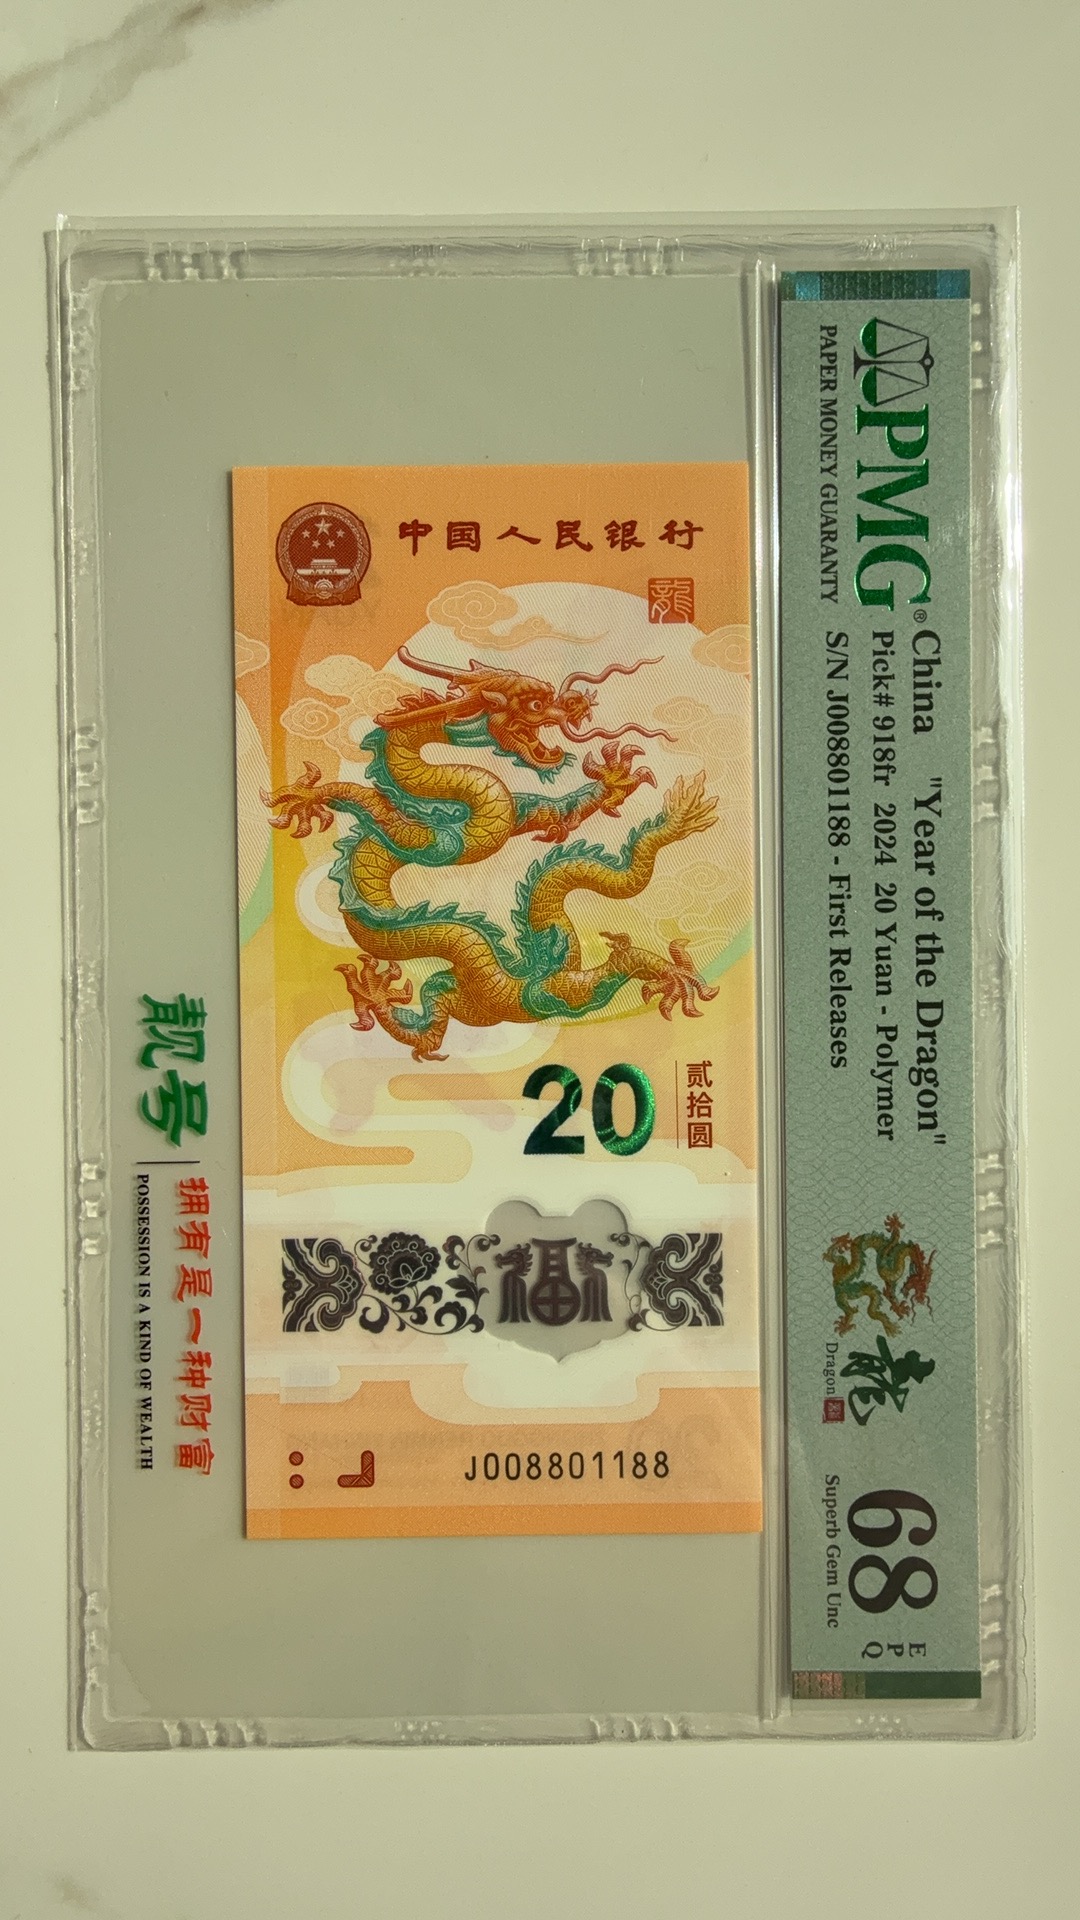 中国人民银行
龍
20
贰拾圆
J008801188
PMG®
PAPER MONEY GUARANTY
China "Year of the Dragon"
Pick# 918fr 2024 20 Yuan - Polymer
S/N J008801188 - First Releases
龍
Dragon
68 EPQ
Superb Gem Unc
靓号
拥有是一种财富
POSSESSION IS A KIND OF WEALTH